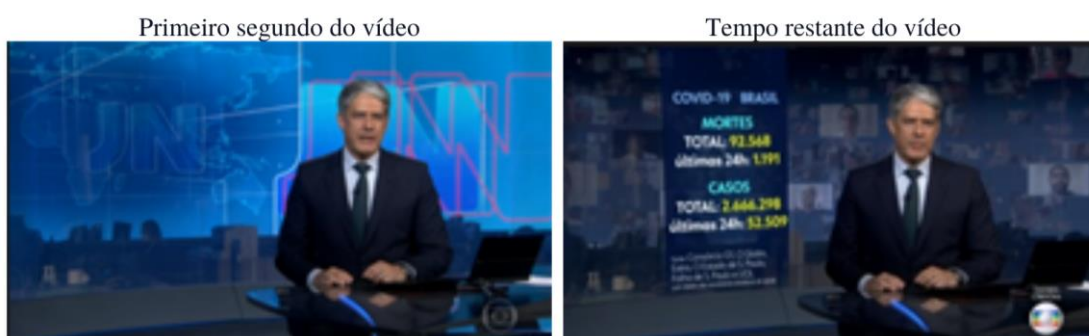 Primeiro segundo do vídeo
Tempo restante do vídeo
JN
COVID-19 BRASIL
MORTES
TOTAL: 92.568
últimas 24h: 1.191
CASOS
TOTAL: 2.666.298
últimas 24h: 52.509